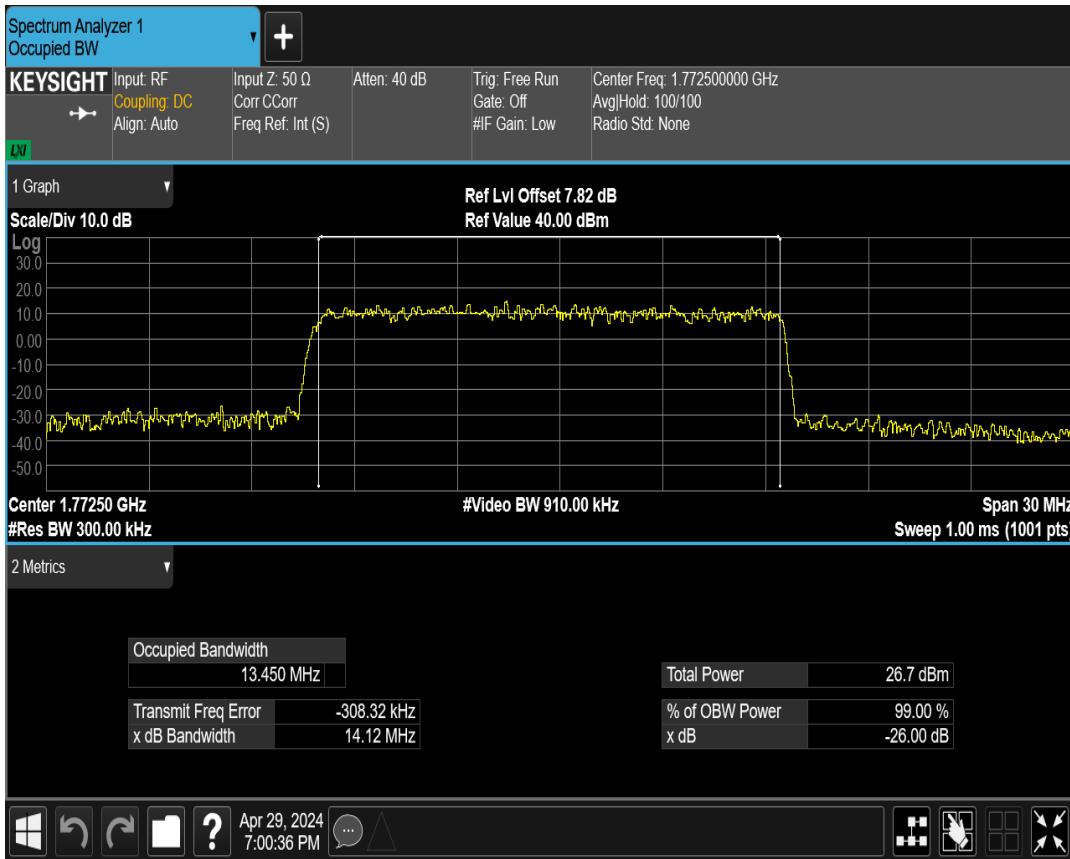 Spectrum Analyzer 1
Occupied BW
KEYSIGHT
LXI
Input: RF
Coupling: DC
Align: Auto
Input Z: 50 Ω
Corr CCorr
Freq Ref: Int (S)
Atten: 40 dB
Trig: Free Run
Gate: Off
#IF Gain: Low
Center Freq: 1.772500000 GHz
Avg|Hold: 100/100
Radio Std: None
1 Graph
Scale/Div 10.0 dB
Ref Lvl Offset 7.82 dB
Ref Value 40.00 dBm
Log
30.0
20.0
10.0
0.00
-10.0
-20.0
-30.0
-40.0
-50.0
Center 1.77250 GHz
#Res BW 300.00 kHz
#Video BW 910.00 kHz
Span 30 MHz
Sweep 1.00 ms (1001 pts)
2 Metrics
Occupied Bandwidth
13.450 MHz
Transmit Freq Error -308.32 kHz
x dB Bandwidth 14.12 MHz
Total Power 26.7 dBm
% of OBW Power 99.00 %
x dB -26.00 dB
?
Apr 29, 2024
7:00:36 PM